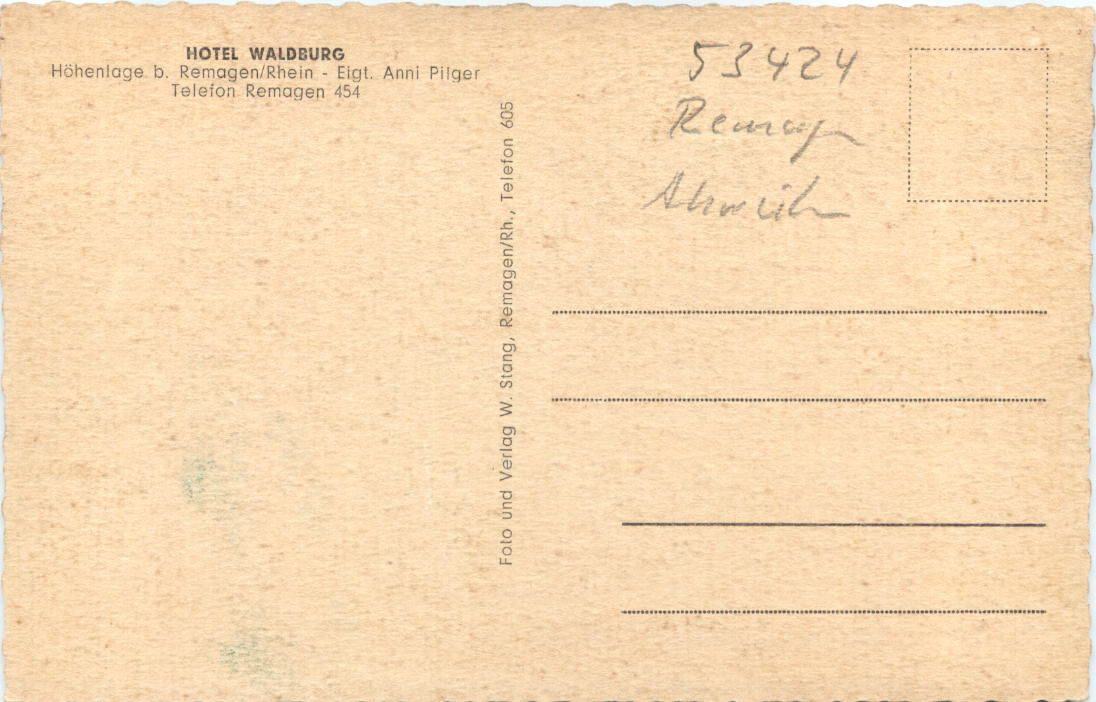 HOTEL WALDBURG
Höhenlage b. Remagen/Rhein - Eigt. Anni Pilger
Telefon Remagen 454
Foto und Verlag W. Stang, Remagen/Rh., Telefon 605
53424
Remagen